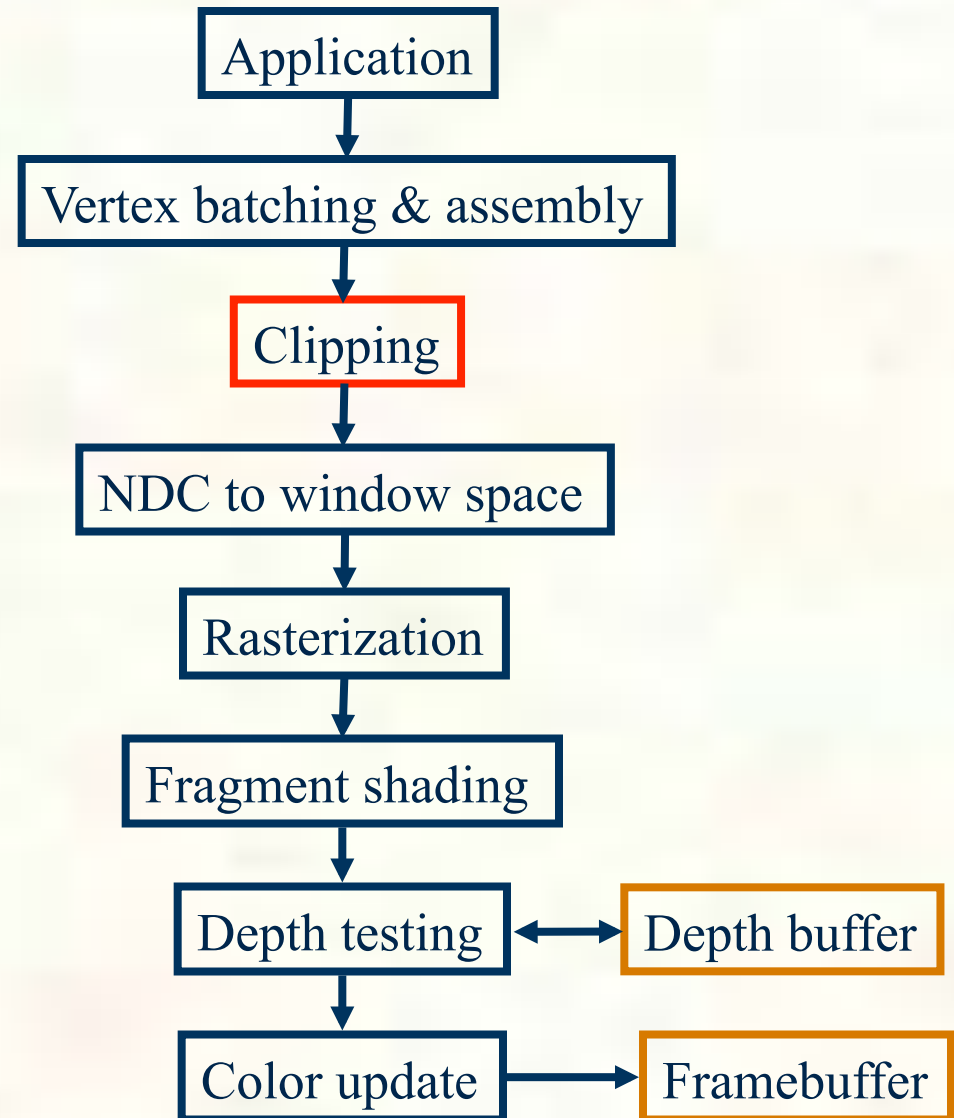 Application
Vertex batching & assembly
Clipping
NDC to window space
Rasterization
Fragment shading
Depth testing
Depth buffer
Color update
Framebuffer